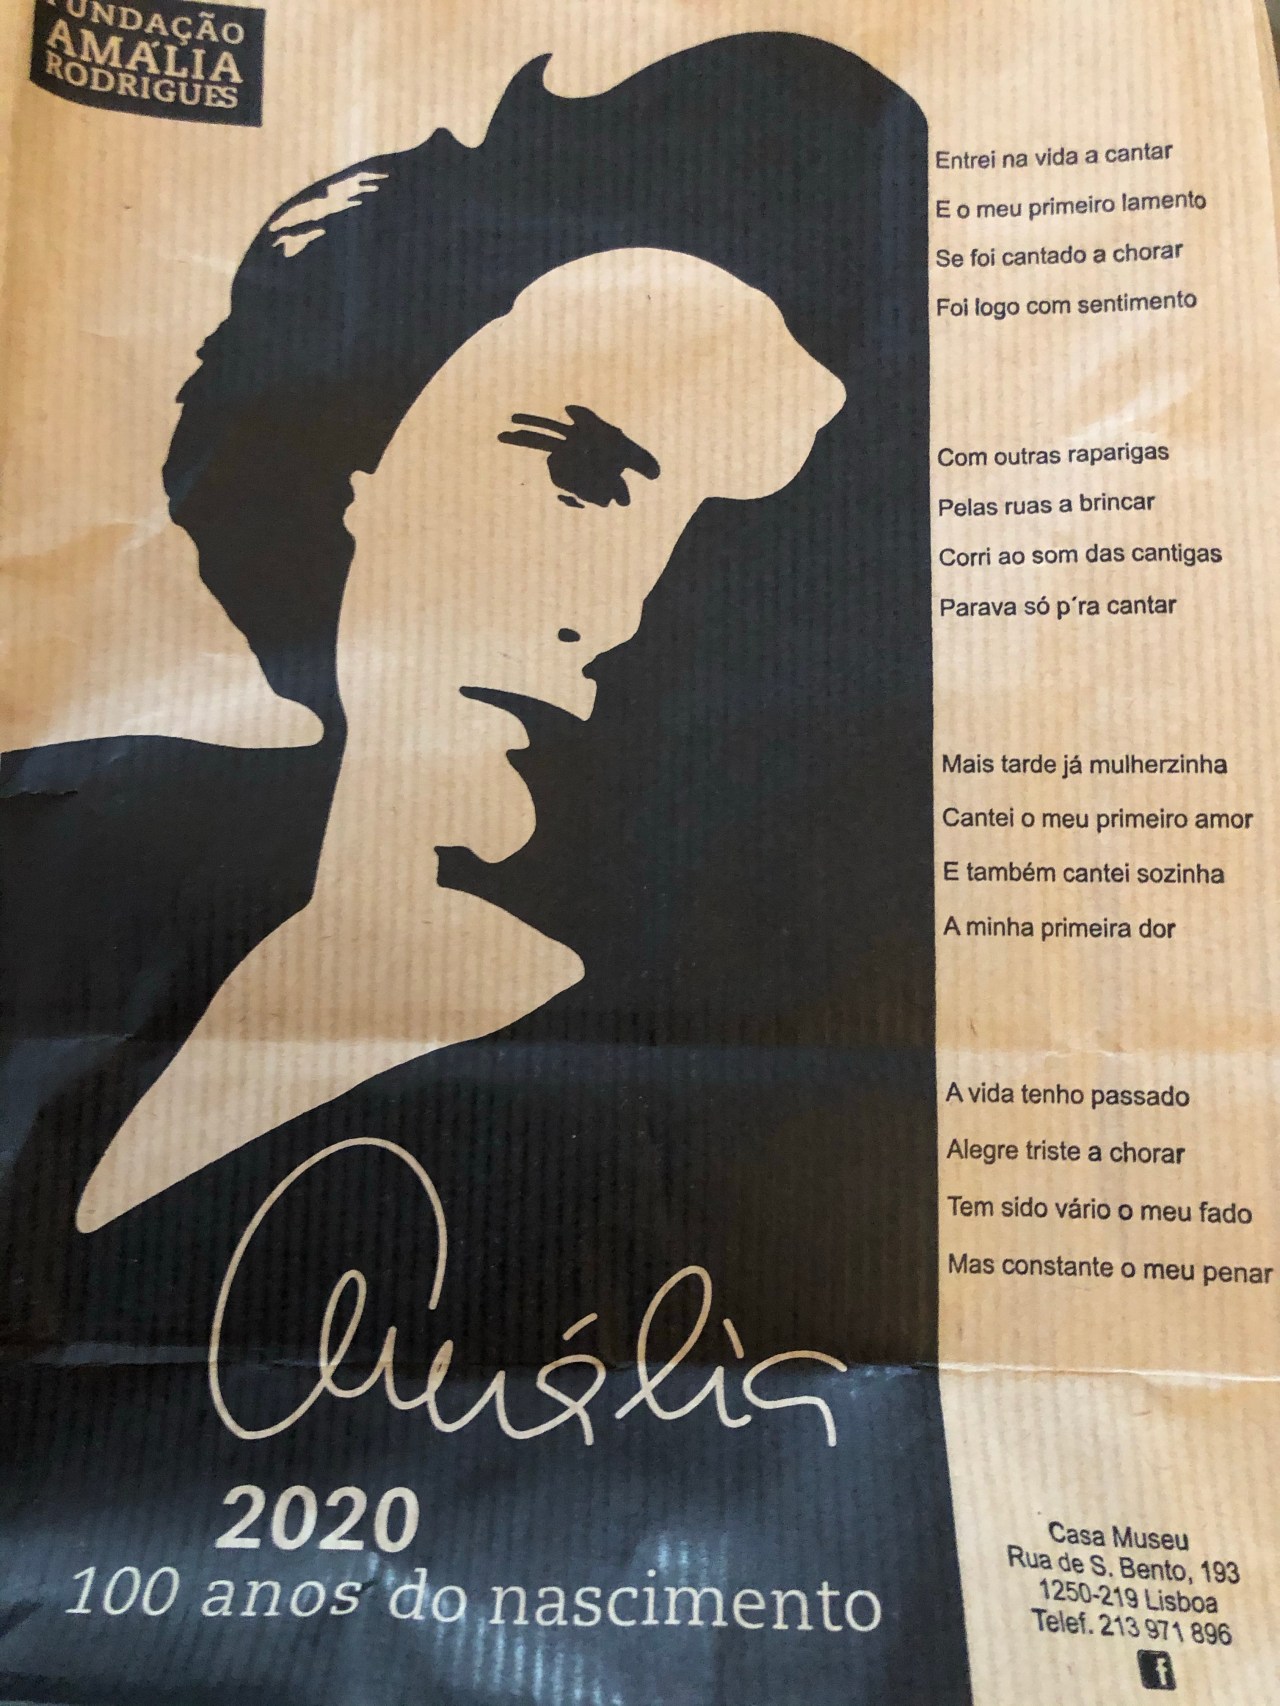 FUNDAÇÃO
AMÁLIA
RODRIGUES
Entrei na vida a cantar
E o meu primeiro lamento
Se foi cantado a chorar
Foi logo com sentimento
Com outras raparigas
Pelas ruas a brincar
Corri ao som das cantigas
Parava só p´ra cantar
Mais tarde já mulherzinha
Cantei o meu primeiro amor
E também cantei sozinha
A minha primeira dor
A vida tenho passado
Alegre triste a chorar
Tem sido vário o meu fado
Mas constante o meu penar
Amália
2020
100 anos do nascimento
Casa Museu
Rua de S. Bento, 193
1250-219 Lisboa
Telef. 213 971 896
f